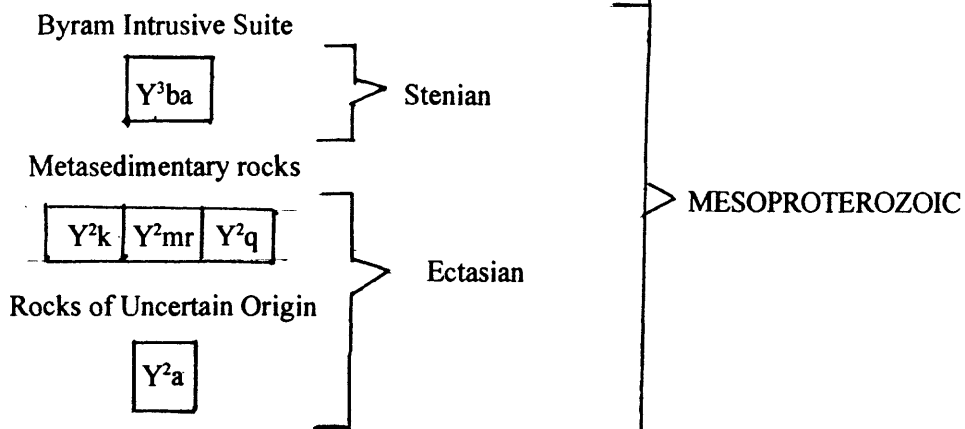 Byram Intrusive Suite
Y³ba
Stenian
Metasedimentary rocks
Y²k Y²mr Y²q
MESOPROTEROZOIC
Ectasian
Rocks of Uncertain Origin
Y²a